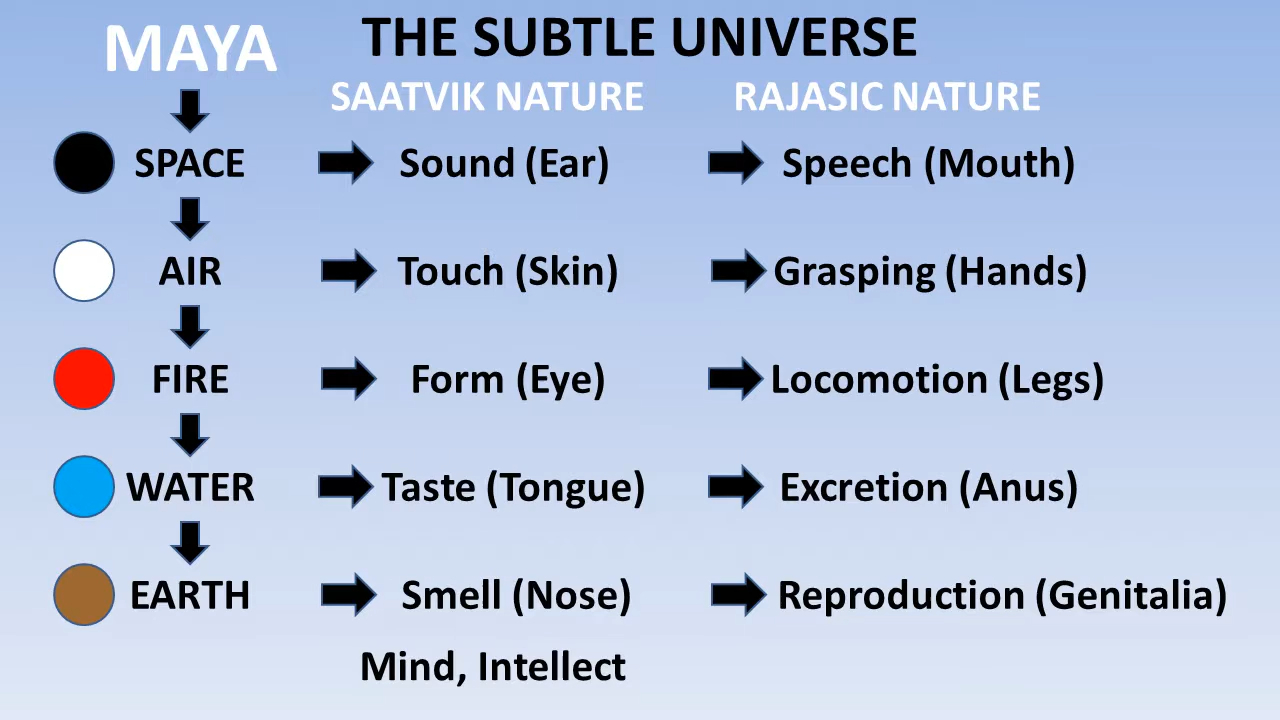 MAYA THE SUBTLE UNIVERSE
SAATVIK NATURE RAJASIC NATURE
SPACE Sound (Ear) Speech (Mouth)
AIR Touch (Skin) Grasping (Hands)
FIRE Form (Eye) Locomotion (Legs)
WATER Taste (Tongue) Excretion (Anus)
EARTH Smell (Nose) Reproduction (Genitalia)
Mind, Intellect